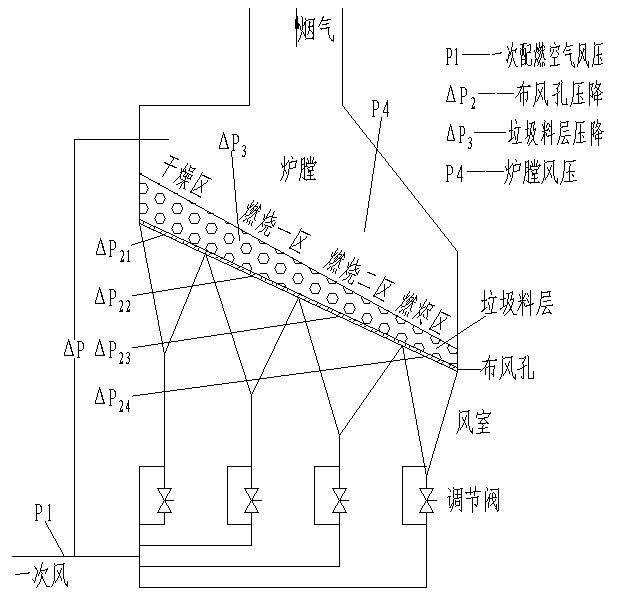 烟气
P1——一次配燃空气风压
ΔP2——布风孔压降
ΔP3——垃圾料层压降
P4——炉膛风压
P4
ΔP3
炉膛
干燥区
燃烧一区
燃烧二区
燃烬区
ΔP21
ΔP22
ΔP
ΔP23
ΔP24
垃圾料层
布风孔
风室
调节阀
P1
一次风